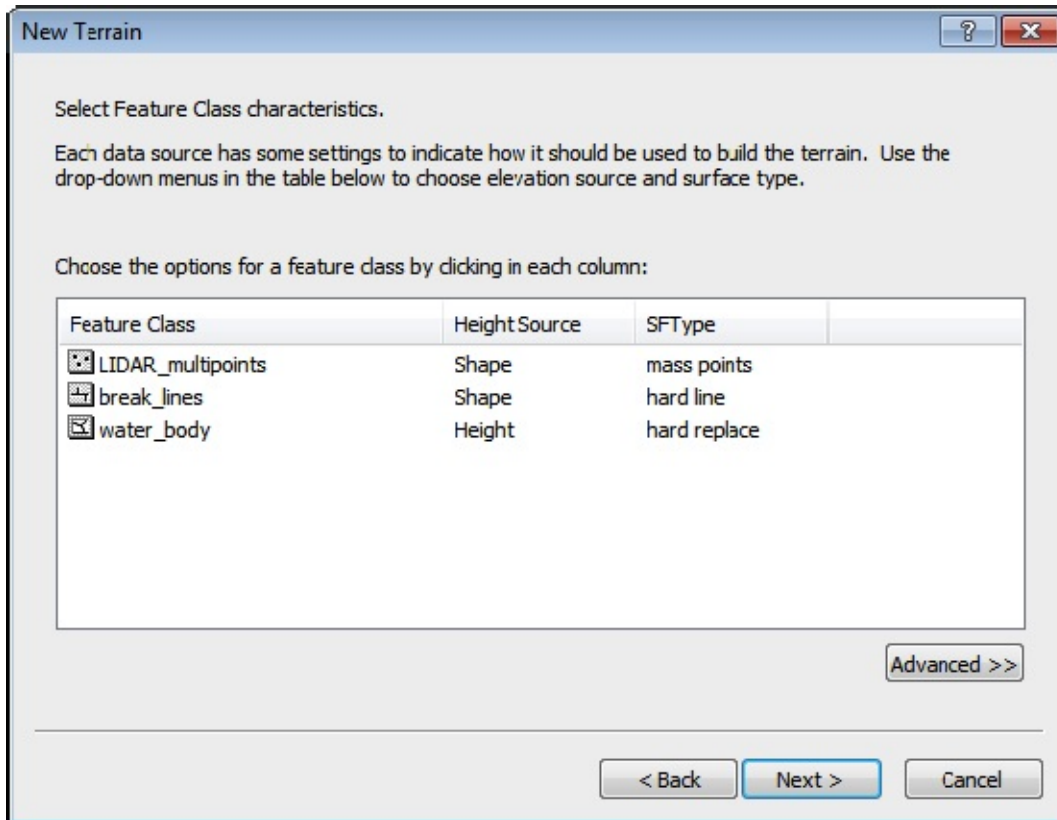 New Terrain
Select Feature Class characteristics.
Each data source has some settings to indicate how it should be used to build the terrain.  Use the
drop-down menus in the table below to choose elevation source and surface type.
Choose the options for a feature class by clicking in each column:
Feature Class Height Source SFType
LIDAR_multipoints Shape mass points
break_lines Shape hard line
water_body Height hard replace
Advanced >>
< Back Next > Cancel